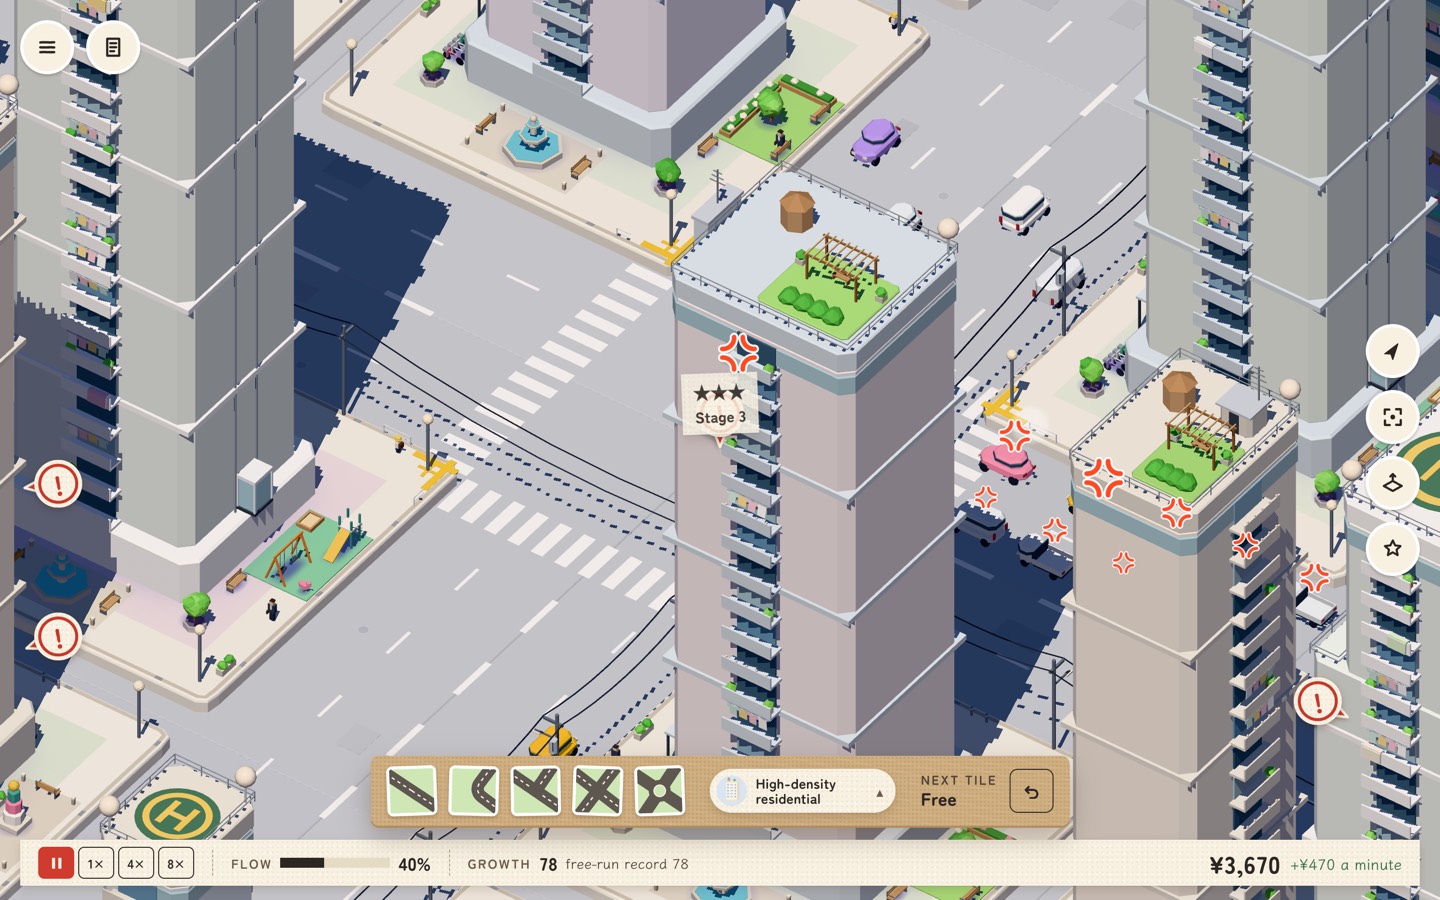 ★★★
Stage 3
H
High-density
residential
▲
NEXT TILE
Free
1×
4×
8×
FLOW
40%
GROWTH 78 free-run record 78
¥3,670 +¥470 a minute